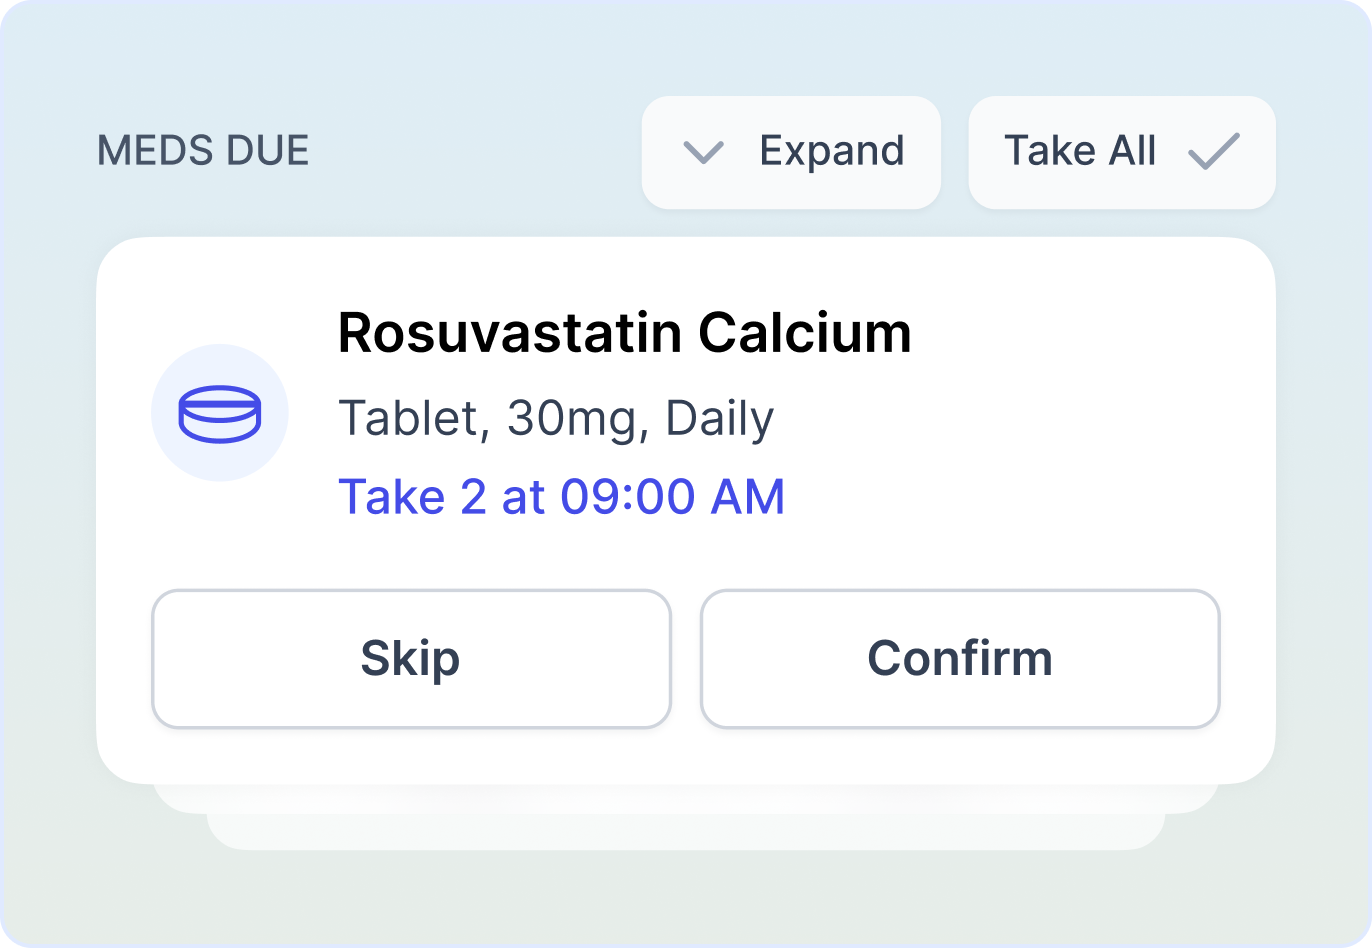 MEDS DUE
Expand
Take All
Rosuvastatin Calcium
Tablet, 30mg, Daily
Take 2 at 09:00 AM
Skip
Confirm